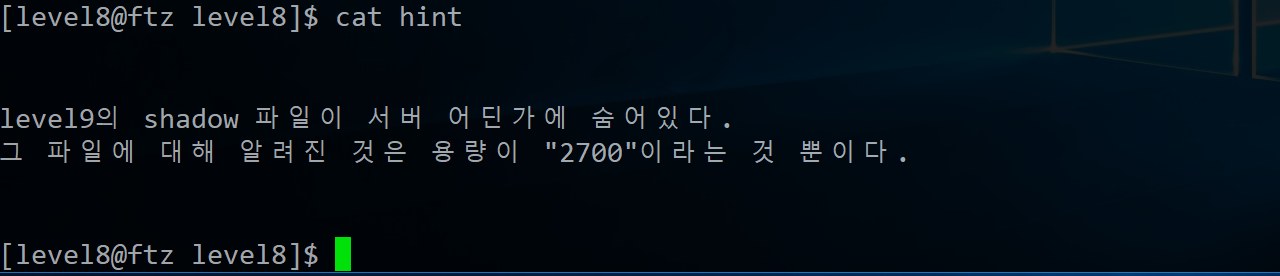 [level8@ftz level8]$ cat hint
level9의 shadow 파일이 서버 어딘가에 숨어있다.
그 파일에 대해 알려진 것은 용량이 "2700"이라는 것 뿐이다.
[level8@ftz level8]$